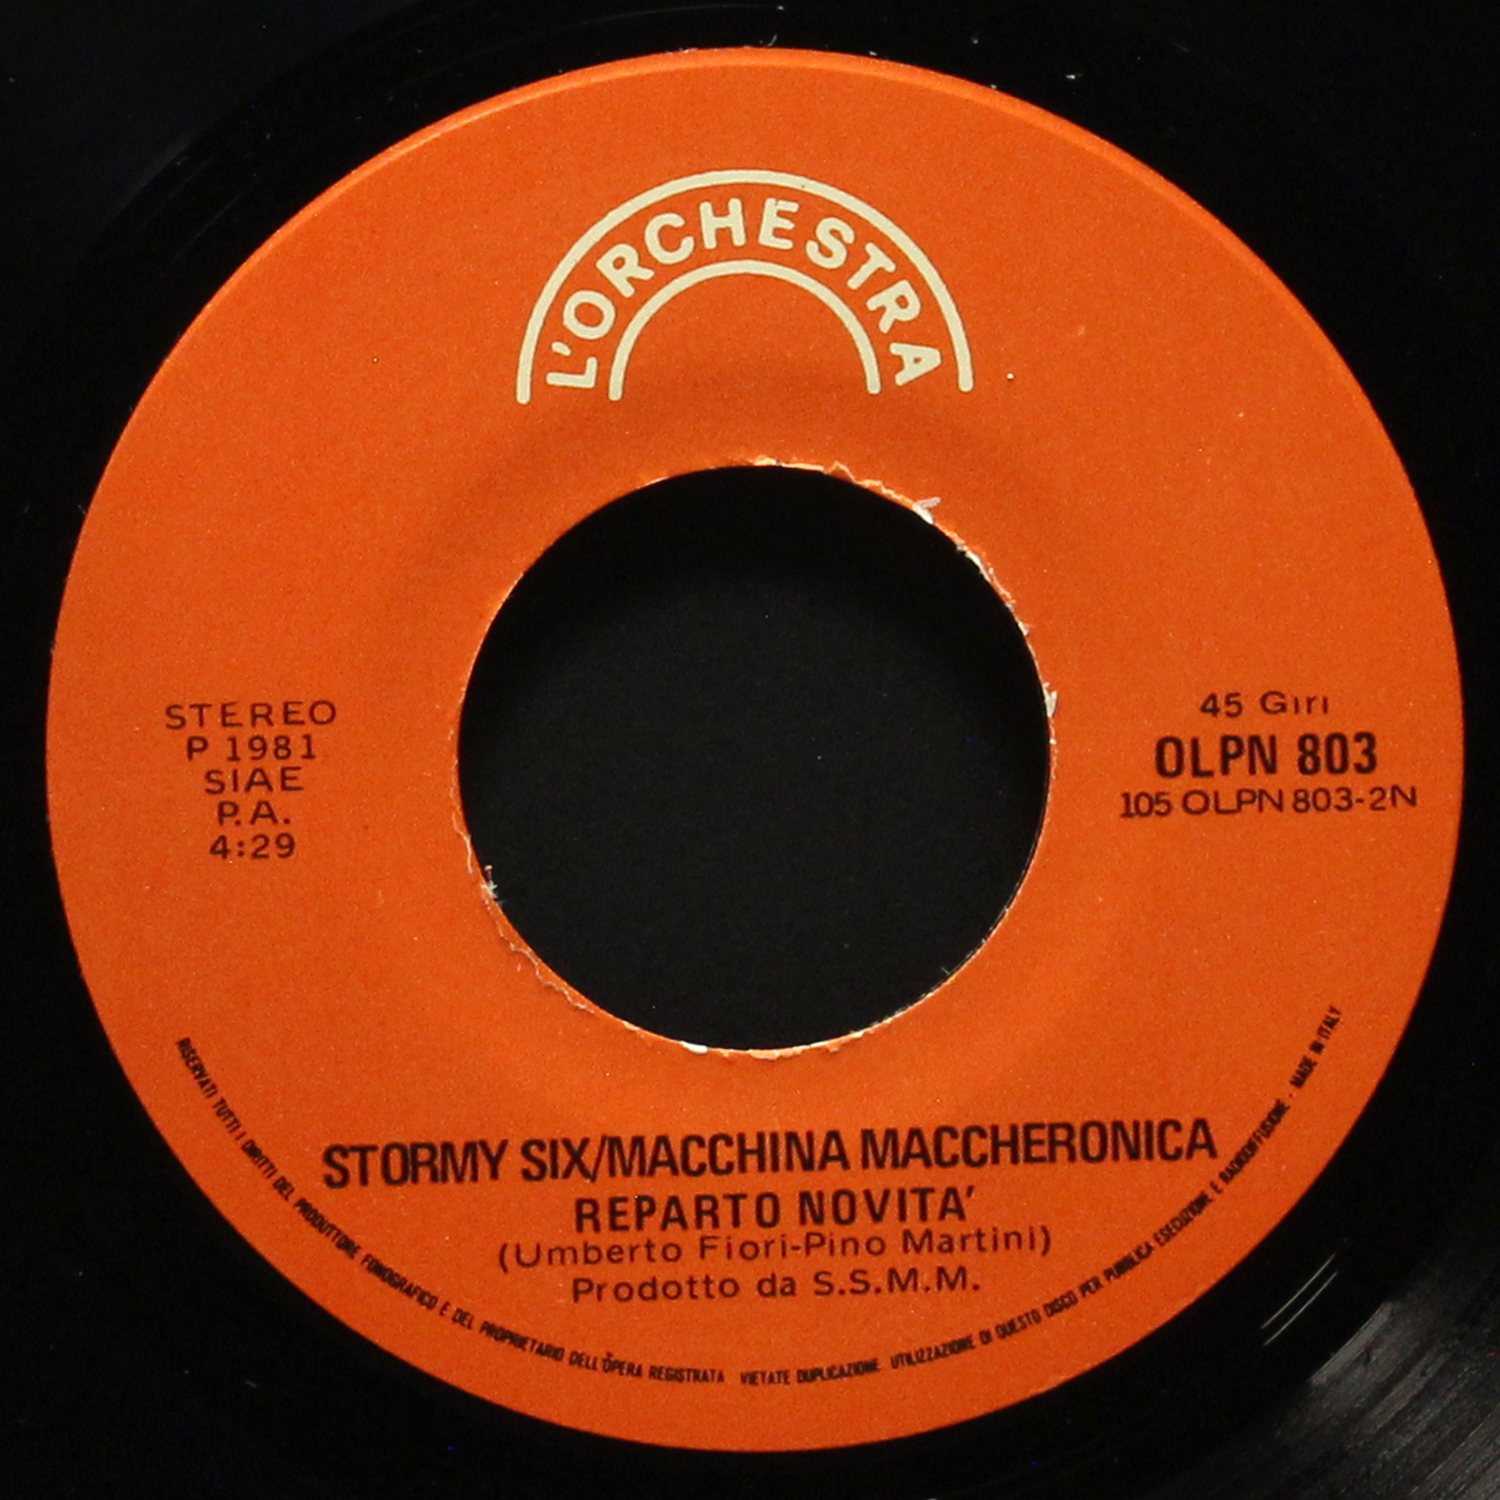 L'ORCHESTRA
STEREO
P 1981
SIAE
P.A.
4:29
45 Giri
OLPN 803
105 OLPN 803-2N
STORMY SIX/MACCHINA MACCHERONICA
REPARTO NOVITA'
(Umberto Fiori-Pino Martini)
Prodotto da S.S.M.M.
RISERVATI TUTTI I DIRITTI DEL PRODUTTORE FONOGRAFICO E DEL PROPRIETARIO DELL'OPERA REGISTRATA VIETATE DUPLICAZIONE UTILIZZAZIONE DI QUESTO DISCO PER PUBBLICA ESECUZIONE E RADIODIFFUSIONE - MADE IN ITALY